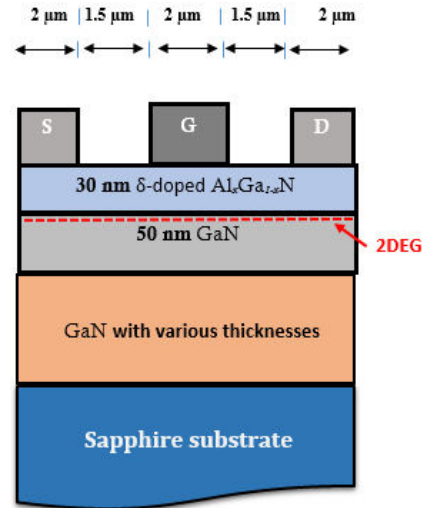 2 μm 1.5 μm 2 μm 1.5 μm 2 μm
S G D
30 nm δ-doped AlₓGa₁₋ₓN
50 nm GaN
2DEG
GaN with various thicknesses
Sapphire substrate